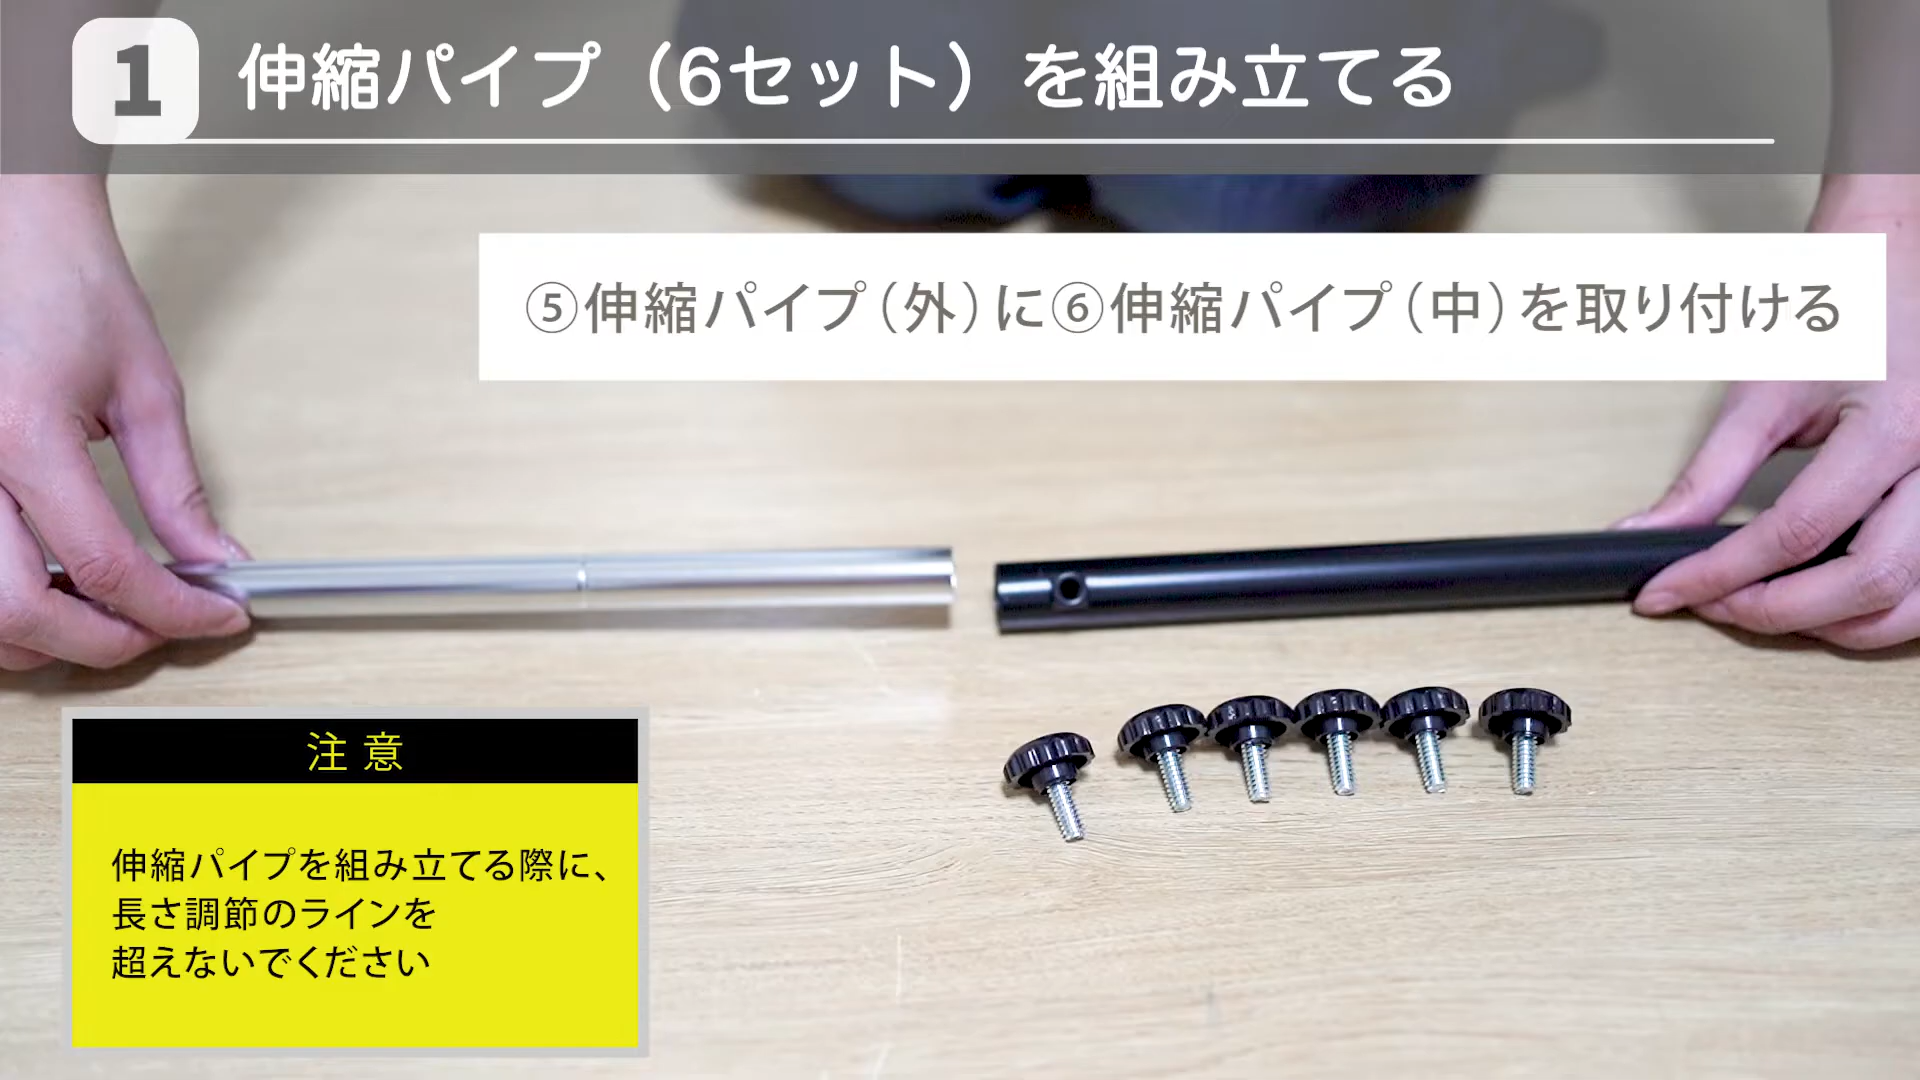 1 伸縮パイプ（6セット）を組み立てる
⑤伸縮パイプ（外）に⑥伸縮パイプ（中）を取り付ける
注意
伸縮パイプを組み立てる際に、
長さ調節のラインを
超えないでください